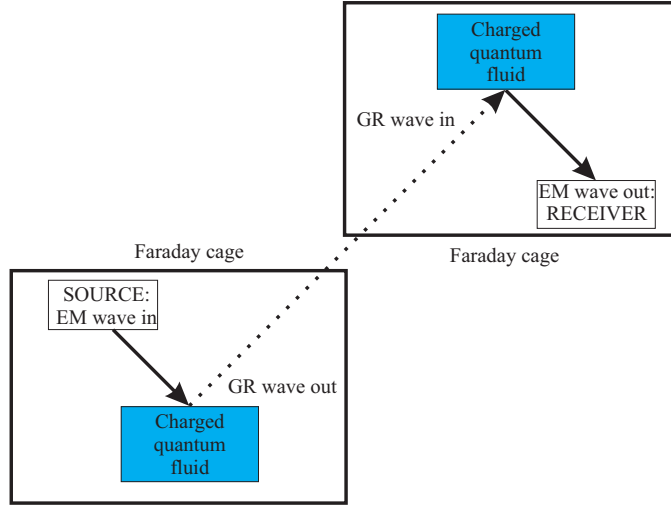 Charged
quantum
fluid
GR wave in
EM wave out:
RECEIVER
Faraday cage
Faraday cage
SOURCE:
EM wave in
GR wave out
Charged
quantum
fluid